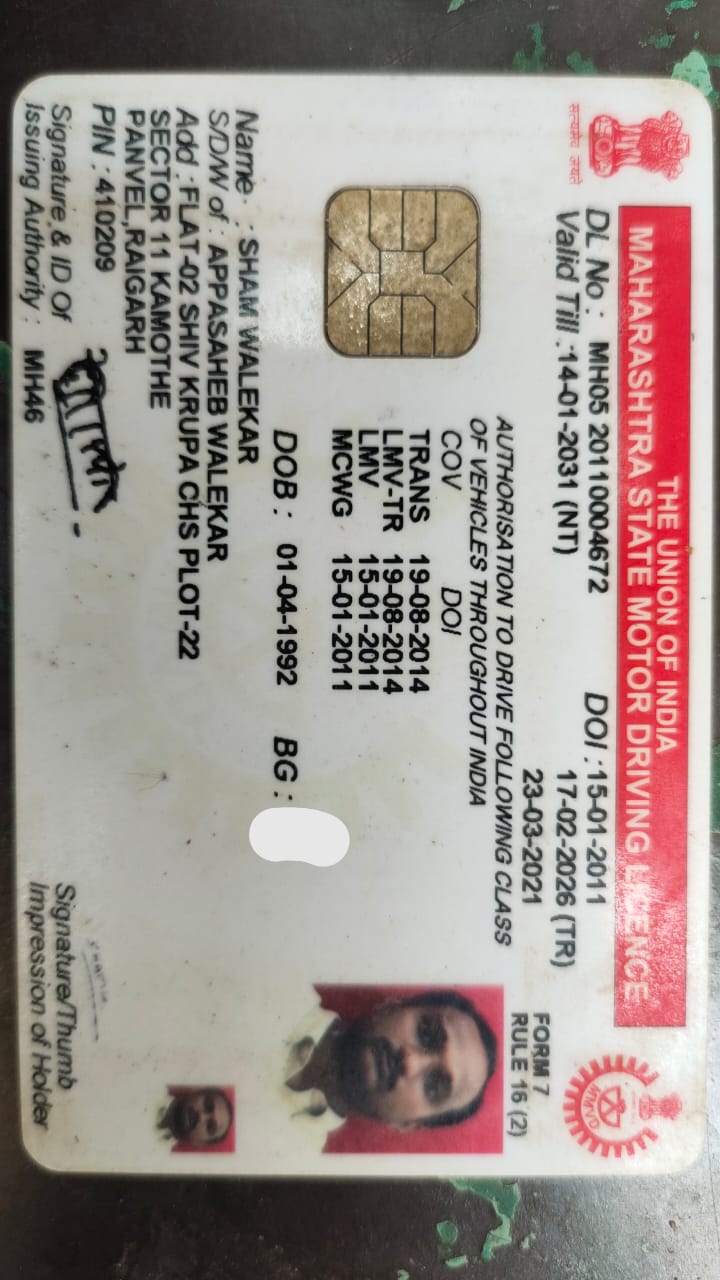 सत्यमेव जयते
THE UNION OF INDIA
MAHARASHTRA STATE MOTOR DRIVING LICENCE
DL No : MH05 20110004672 DOI : 15-01-2011
Valid Till : 14-01-2031 (NT) 17-02-2026 (TR)
23-03-2021
FORM 7
RULE 16 (2)
AUTHORISATION TO DRIVE FOLLOWING CLASS
OF VEHICLES THROUGHOUT INDIA
COV DOI
TRANS 19-08-2014
LMV-TR 19-08-2014
LMV 15-01-2011
MCWG 15-01-2011
DOB : 01-04-1992 BG :
Name : SHAM WALEKAR
S/D/W of : APPASAHEB WALEKAR
Add : FLAT-02 SHIV KRUPA CHS PLOT-22
SECTOR 11 KAMOTHE
PANVEL,RAIGARH
PIN : 410209
Signature & ID Of
Issuing Authority : MH46
Signature/Thumb
Impression of Holder